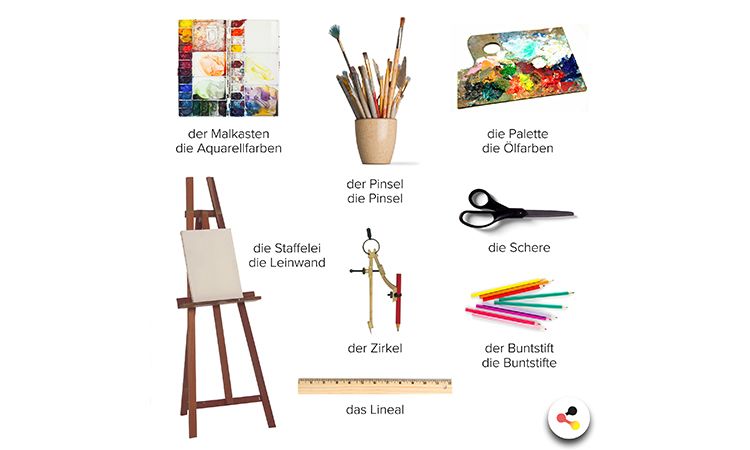 der Malkasten
die Aquarellfarben
der Pinsel
die Pinsel
die Palette
die Ölfarben
die Staffelei
die Leinwand
die Schere
der Zirkel
der Buntstift
die Buntstifte
das Lineal